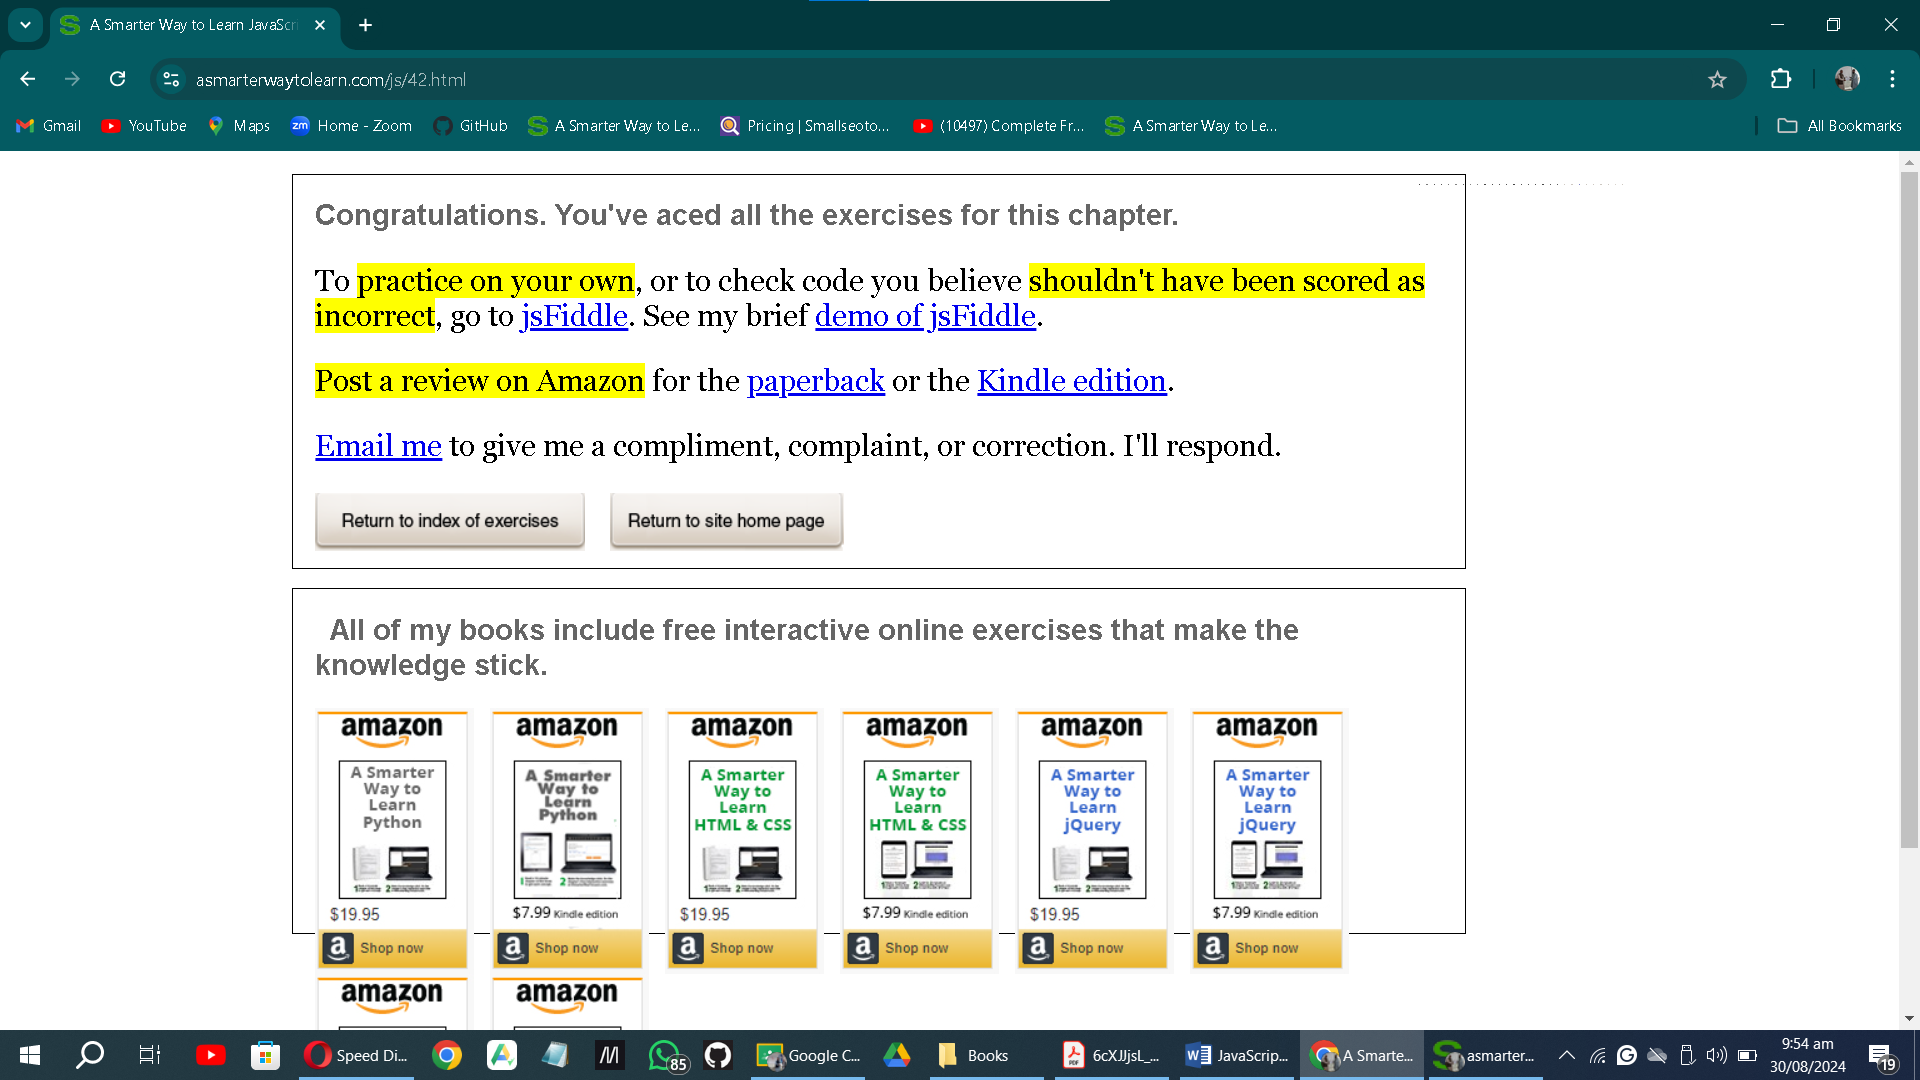 A Smarter Way to Learn JavaScri
asmarterwaytolearn.com/js/42.html
Gmail YouTube Maps Home - Zoom GitHub A Smarter Way to Le... Pricing | Smallseoto... (10497) Complete Fr... A Smarter Way to Le... All Bookmarks
Congratulations. You've aced all the exercises for this chapter.
To practice on your own, or to check code you believe shouldn't have been scored as
incorrect, go to jsFiddle. See my brief demo of jsFiddle.
Post a review on Amazon for the paperback or the Kindle edition.
Email me to give me a compliment, complaint, or correction. I'll respond.
Return to index of exercises Return to site home page
All of my books include free interactive online exercises that make the
knowledge stick.
amazon amazon amazon amazon amazon amazon
A Smarter A Smarter A Smarter A Smarter A Smarter A Smarter
Way to Way to Way to Way to Way to Way to
Learn Learn Learn Learn Learn Learn
Python Python HTML & CSS HTML & CSS jQuery jQuery
$19.95 $7.99 Kindle edition $19.95 $7.99 Kindle edition $19.95 $7.99 Kindle edition
Shop now Shop now Shop now Shop now Shop now Shop now
amazon amazon
Speed Di... 85 Google C... Books 6cXJJjsL_... JavaScrip... A Smarte... asmarter... 9:54 am
30/08/2024 19